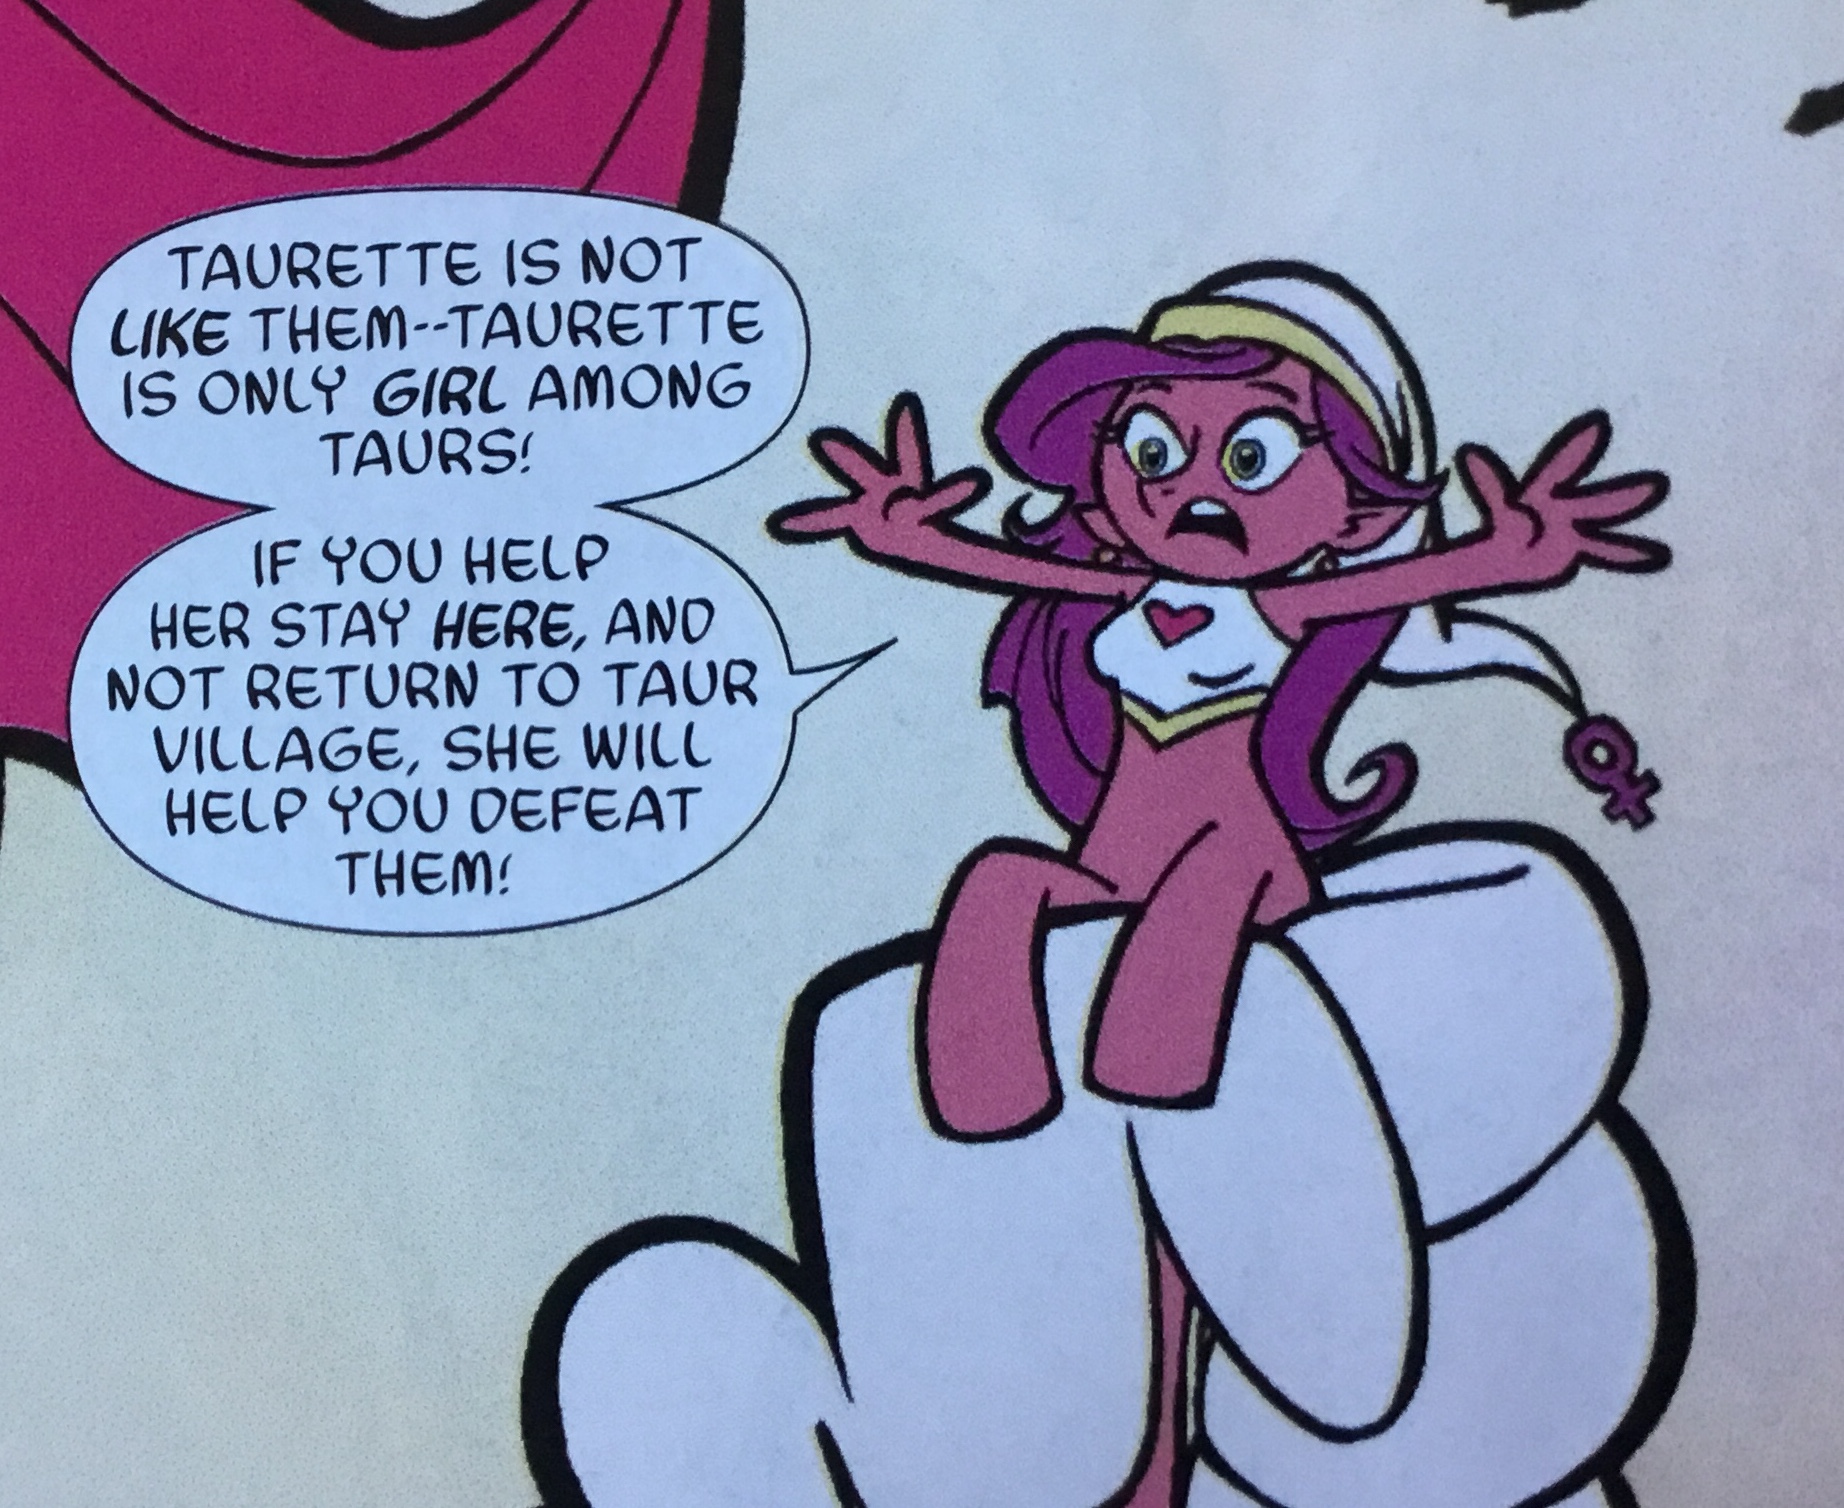 TAURETTE IS NOT
LIKE THEM--TAURETTE
IS ONLY GIRL AMONG
TAURS!
IF YOU HELP
HER STAY HERE, AND
NOT RETURN TO TAUR
VILLAGE, SHE WILL
HELP YOU DEFEAT
THEM!